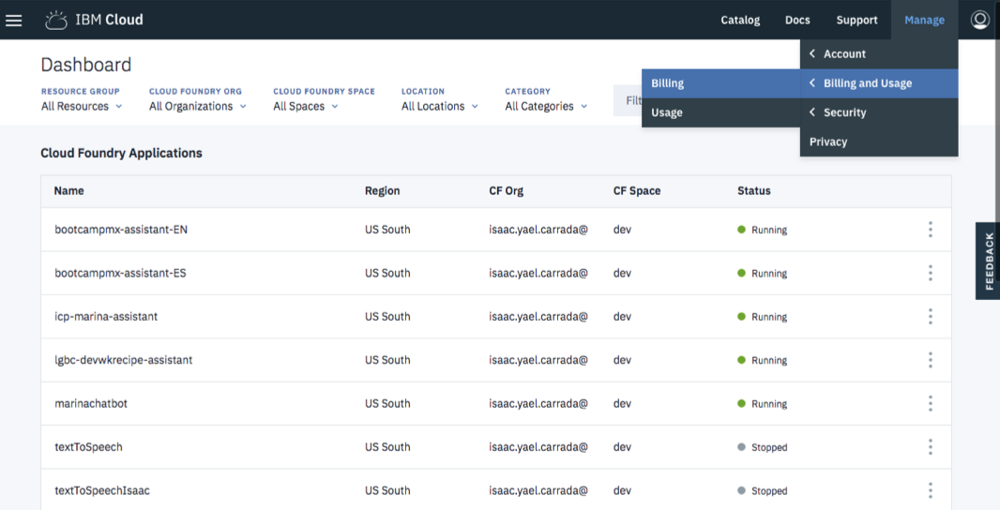 IBM Cloud
Catalog Docs Support Manage
Account
Billing and Usage
Security
Privacy
Billing
Usage
Dashboard
RESOURCE GROUP CLOUD FOUNDRY ORG CLOUD FOUNDRY SPACE LOCATION CATEGORY
All Resources All Organizations All Spaces All Locations All Categories
Cloud Foundry Applications
Name Region CF Org CF Space Status
bootcampmx-assistant-EN US South isaac.yael.carrada@ dev Running
bootcampmx-assistant-ES US South isaac.yael.carrada@ dev Running
icp-marina-assistant US South isaac.yael.carrada@ dev Running
lgbc-devwkrecipe-assistant US South isaac.yael.carrada@ dev Running
marinachatbot US South isaac.yael.carrada@ dev Running
textToSpeech US South isaac.yael.carrada@ dev Stopped
textToSpeechIsaac US South isaac.yael.carrada@ dev Stopped
FEEDBACK